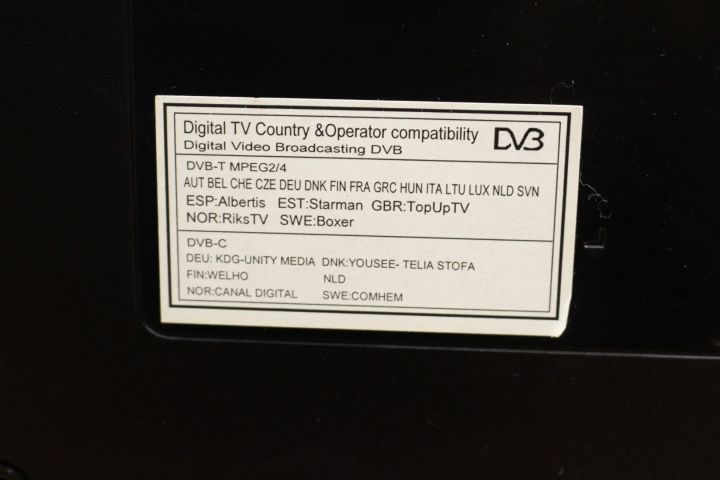 Digital TV Country &Operator compatibility DVB
Digital Video Broadcasting DVB
DVB-T MPEG2/4
AUT BEL CHE CZE DEU DNK FIN FRA GRC HUN ITA LTU LUX NLD SVN
ESP:Albertis EST:Starman GBR:TopUpTV
NOR:RiksTV SWE:Boxer
DVB-C
DEU: KDG-UNITY MEDIA DNK:YOUSEE- TELIA STOFA
FIN:WELHO NLD
NOR:CANAL DIGITAL SWE:COMHEM